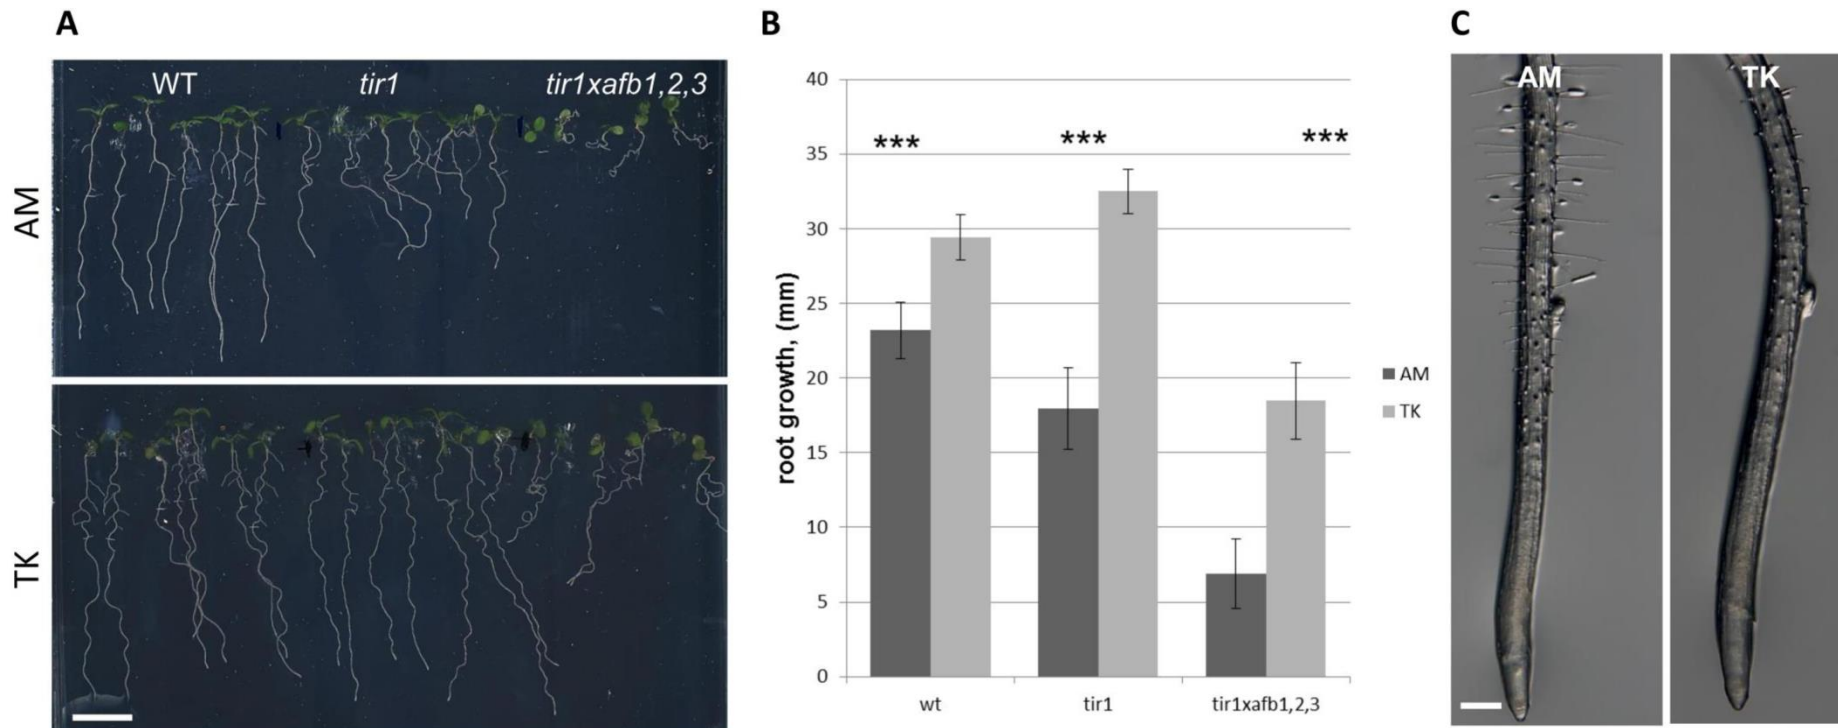 A
WT tir1 tir1xafb1,2,3
AM
TK
B
40
35
30
25
20
15
10
5
0
root growth, (mm)
*** *** ***
wt tir1 tir1xafb1,2,3
AM
TK
C
AM TK